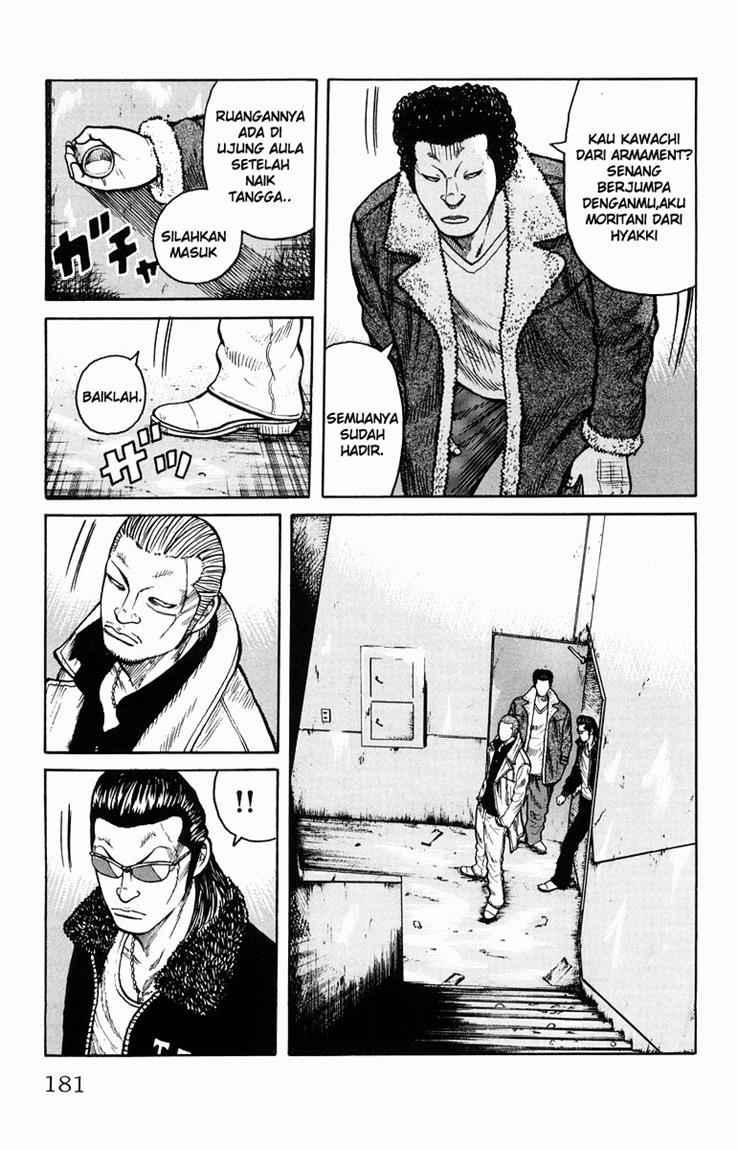 KAU KAWACHI
DARI ARMAMENT?
SENANG
BERJUMPA
DENGANMU,AKU
MORITANI DARI
HYAKKI
SEMUANYA
SUDAH
HADIR.
RUANGANNYA
ADA DI
UJUNG AULA
SETELAH
NAIK
TANGGA..
SILAHKAN
MASUK
ガチャ
BAIKLAH.
ザッ
!!
181